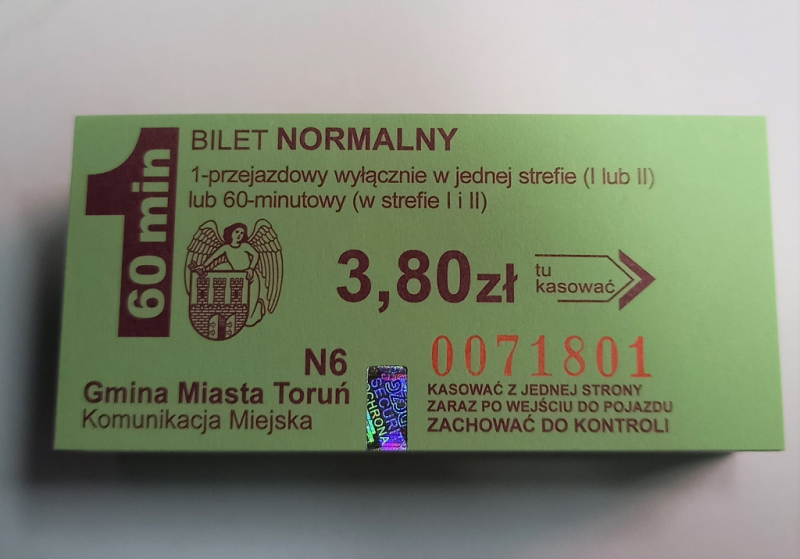 1
60 min
BILET NORMALNY
1-przejazdowy wyłącznie w jednej strefie (I lub II)
lub 60-minutowy (w strefie I i II)
3,80zł
tu
kasować
N6
Gmina Miasta Toruń
Komunikacja Miejska
0071801
KASOWAĆ Z JEDNEJ STRONY
ZARAZ PO WEJŚCIU DO POJAZDU
ZACHOWAĆ DO KONTROLI
OCHRONA